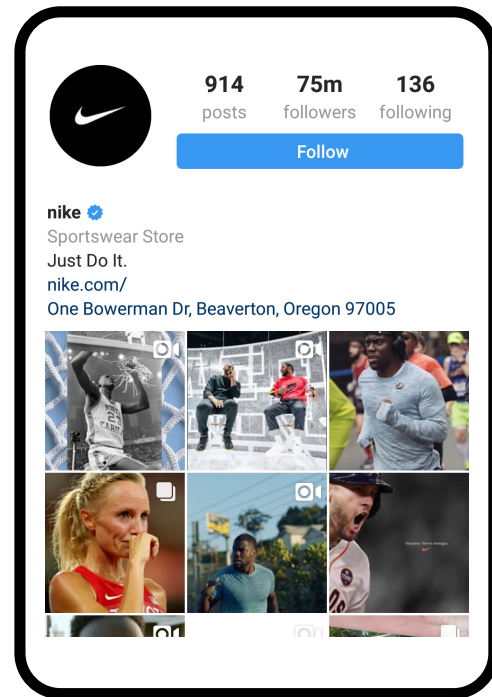 914 75m 136
posts followers following
Follow
nike
Sportswear Store
Just Do It.
nike.com/
One Bowerman Dr, Beaverton, Oregon 97005